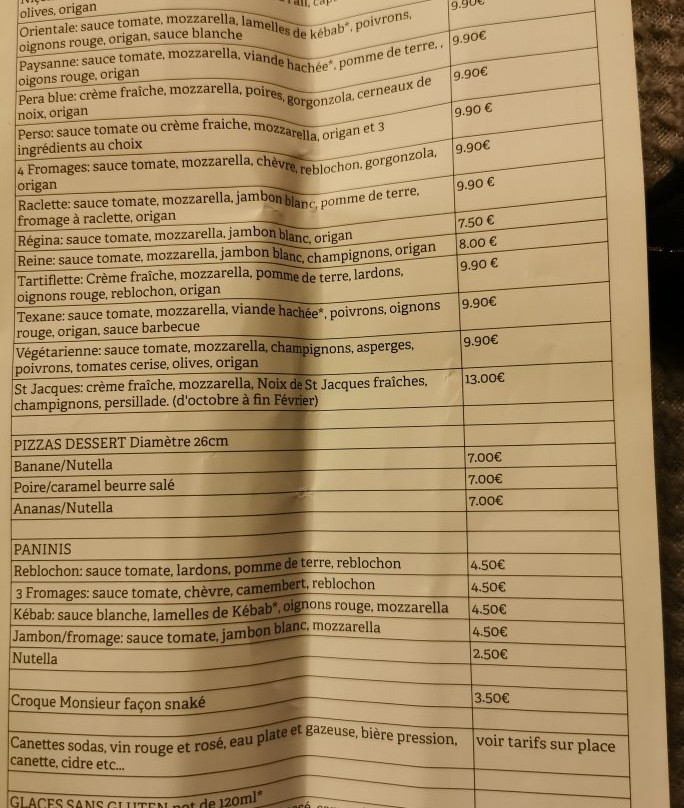 olives, origan
9.90€
Orientale: sauce tomate, mozzarella, lamelles de kébab*, poivrons,
oignons rouge, origan, sauce blanche
9.90€
Paysanne: sauce tomate, mozzarella, viande hachée*, pomme de terre, ,
oigons rouge, origan
9.90€
Pera blue: crème fraîche, mozzarella, poires, gorgonzola, cerneaux de
noix, origan
9.90 €
Perso: sauce tomate ou crème fraiche, mozzarella, origan et 3
ingrédients au choix
9.90€
4 Fromages: sauce tomate, mozzarella, chèvre, reblochon, gorgonzola,
origan
9.90 €
Raclette: sauce tomate, mozzarella, jambon blanc, pomme de terre,
fromage à raclette, origan
7.50 €
Régina: sauce tomate, mozzarella, jambon blanc, origan
8.00 €
Reine: sauce tomate, mozzarella, jambon blanc, champignons, origan
9.90 €
Tartiflette: Crème fraîche, mozzarella, pomme de terre, lardons,
oignons rouge, reblochon, origan
9.90€
Texane: sauce tomate, mozzarella, viande hachée*, poivrons, oignons
rouge, origan, sauce barbecue
9.90€
Végétarienne: sauce tomate, mozzarella, champignons, asperges,
poivrons, tomates cerise, olives, origan
13.00€
St Jacques: crème fraîche, mozzarella, Noix de St Jacques fraîches,
champignons, persillade. (d'octobre à fin Février)
PIZZAS DESSERT Diamètre 26cm
Banane/Nutella 7.00€
Poire/caramel beurre salé 7.00€
Ananas/Nutella 7.00€
PANINIS
Reblochon: sauce tomate, lardons, pomme de terre, reblochon 4.50€
3 Fromages: sauce tomate, chèvre, camembert, reblochon 4.50€
Kébab: sauce blanche, lamelles de Kébab*, oignons rouge, mozzarella 4.50€
Jambon/fromage: sauce tomate, jambon blanc, mozzarella 4.50€
Nutella 2.50€
Croque Monsieur façon snaké 3.50€
Canettes sodas, vin rouge et rosé, eau plate et gazeuse, bière pression, voir tarifs sur place
canette, cidre etc...
GLACES SANS GLUTEN pot de 120ml*